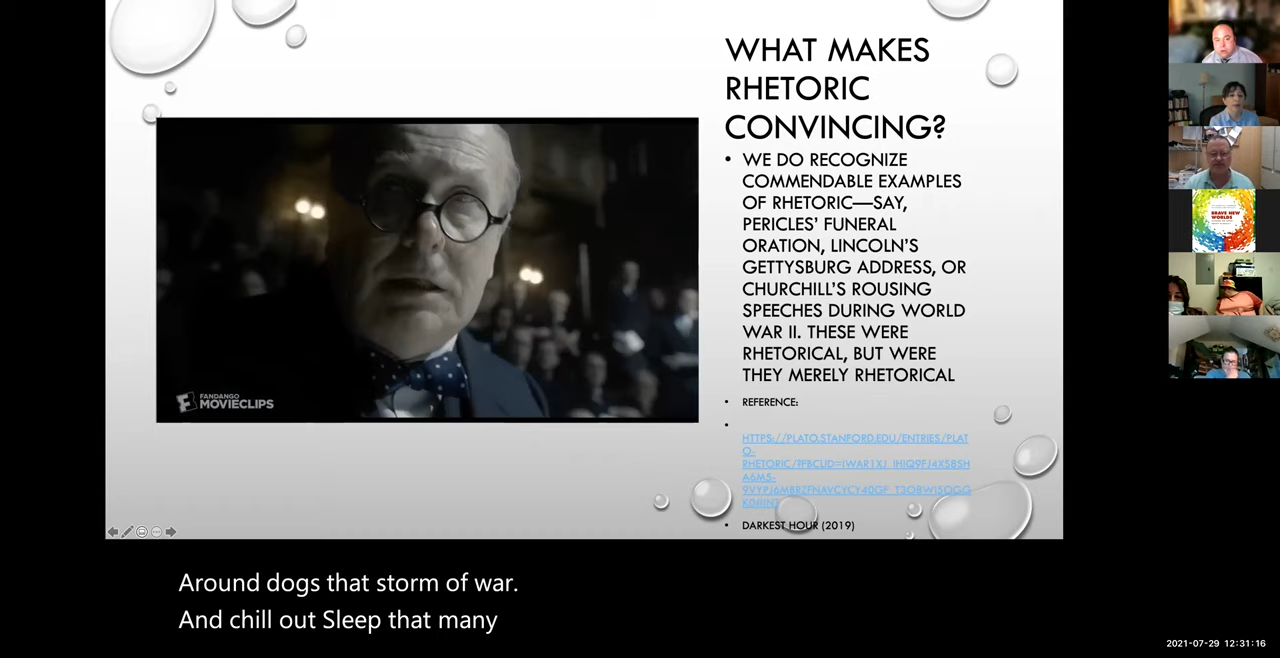 WHAT MAKES
RHETORIC
CONVINCING?
• WE DO RECOGNIZE
COMMENDABLE EXAMPLES
OF RHETORIC—SAY,
PERICLES' FUNERAL
ORATION, LINCOLN'S
GETTYSBURG ADDRESS, OR
CHURCHILL'S ROUSING
SPEECHES DURING WORLD
WAR II. THESE WERE
RHETORICAL, BUT WERE
THEY MERELY RHETORICAL
• REFERENCE:
HTTPS://PLATO.STANFORD.EDU/ENTRIES/PLAT
O-
• DARKEST HOUR (2019)
FANDANGO
MOVIECLIPS
BRAVE NEW
WORLDS
Around dogs that storm of war.
And chill out Sleep that many
2021-07-29 12:31:16